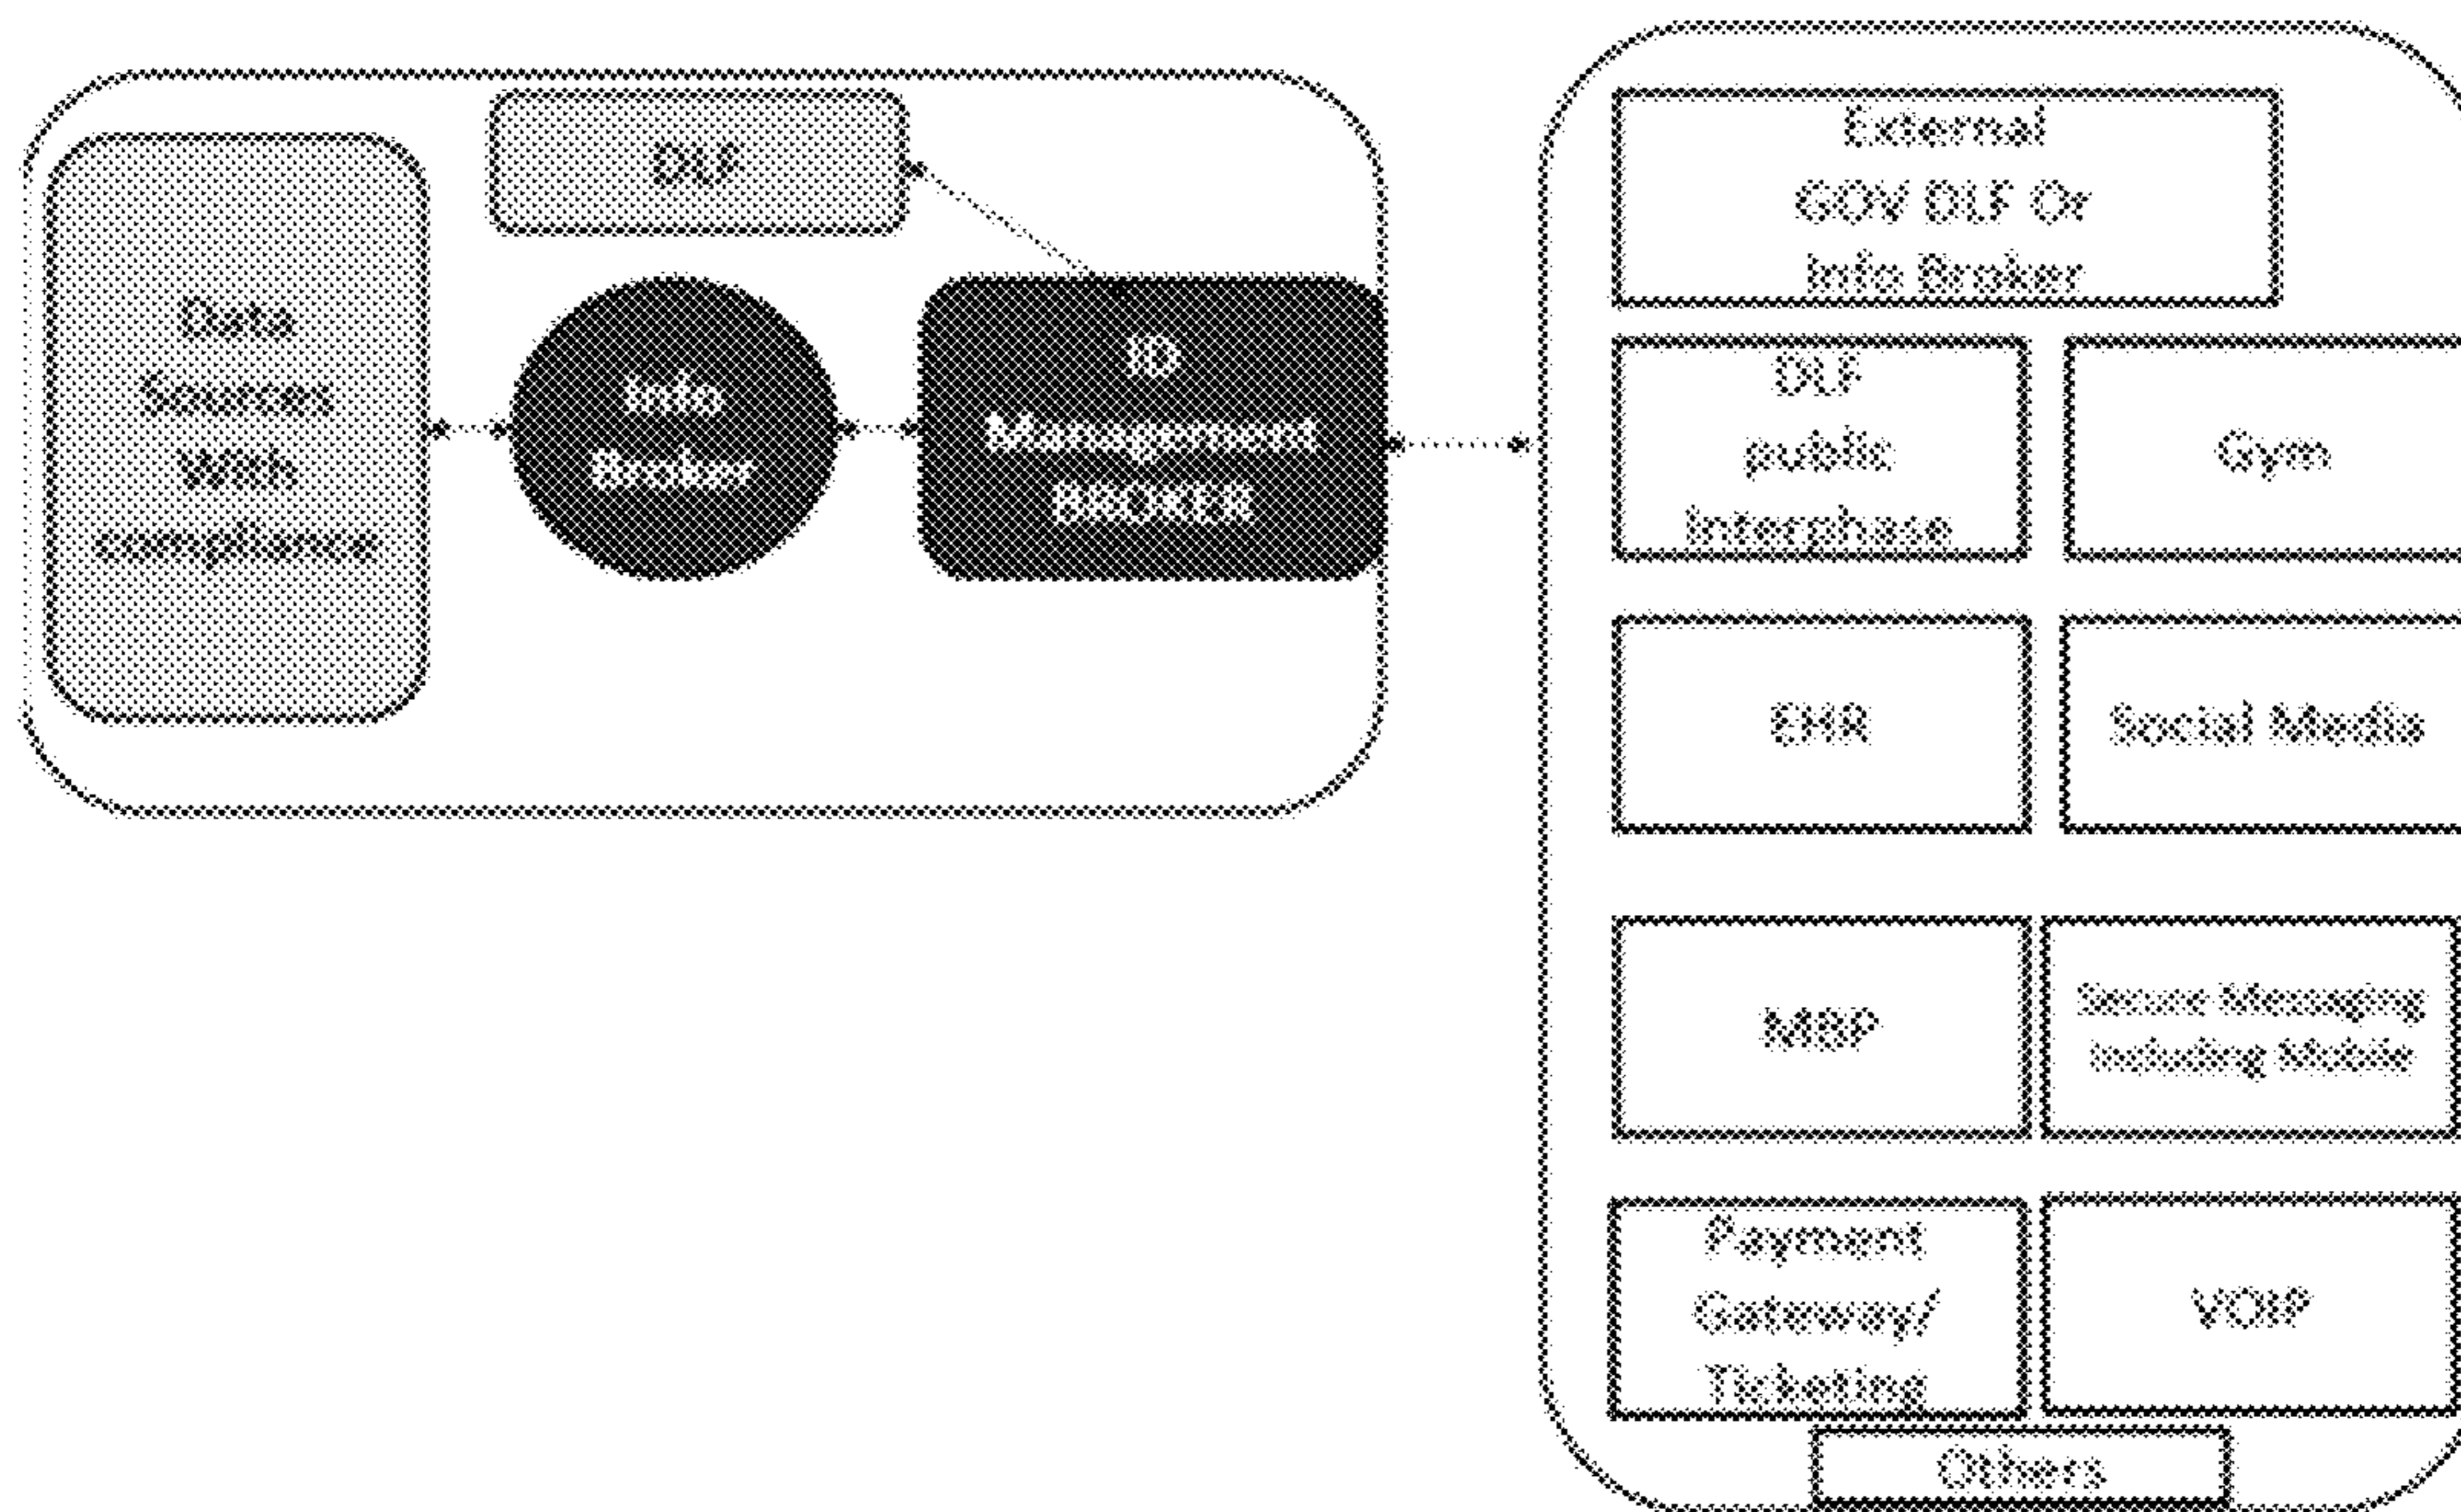 DLF
Data
Sources
With
compliance
Info
Broker
ID
Management
BROKER
External
GOV DLF Or
Info Broker
DLF
public
Interphase
Gym
EHR
Social Media
MBP
Secure Messaging
Including Mobile
Payment
Gateway/
Ticketing
VOIP
Others